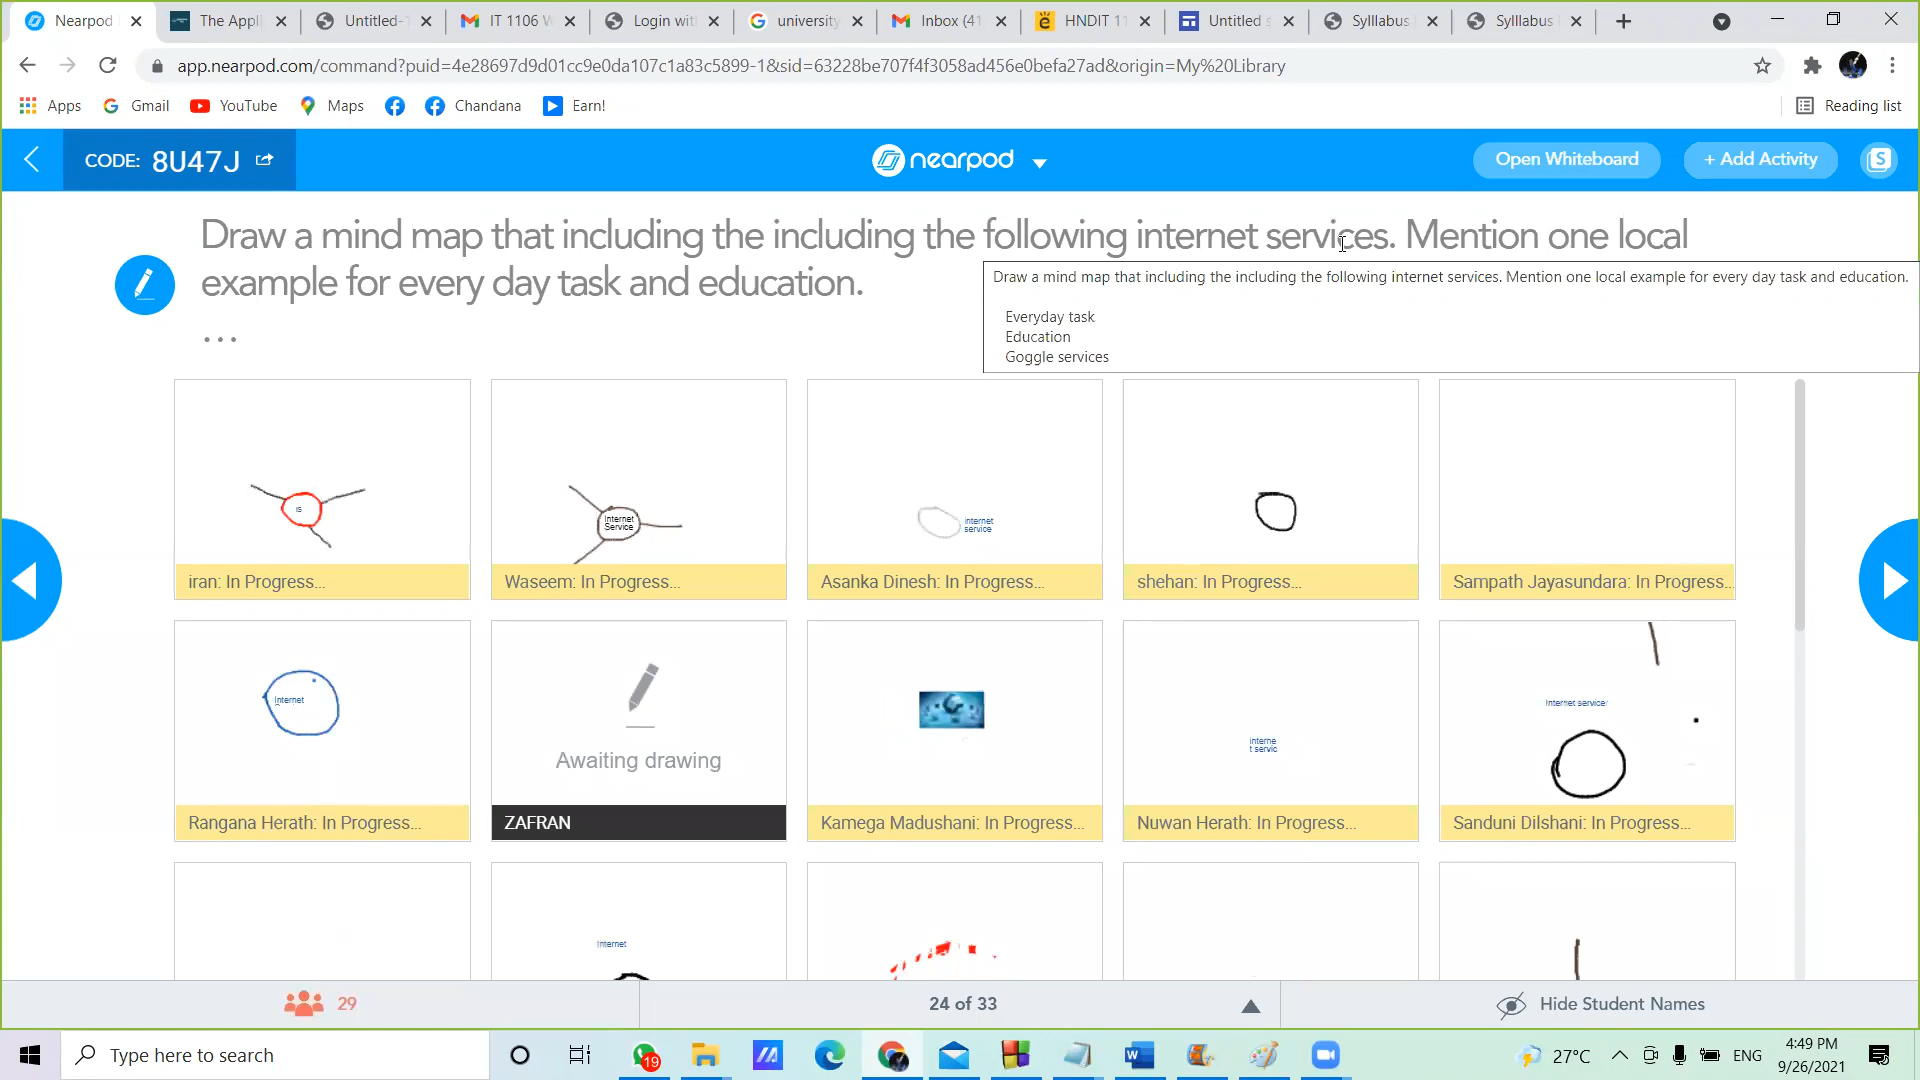 Nearpod
The Appli
Untitled-
IT 1106 W
Login wit
university
Inbox (41
HNDIT 11
Untitled s
Sylllabus
Sylllabus
app.nearpod.com/command?puid=4e28697d9d01cc9e0da107c1a83c5899-1&sid=63228be707f4f3058ad456e0befa27ad&origin=My%20Library
Apps
Gmail
YouTube
Maps
Chandana
Earn!
Reading list
CODE: 8U47J
nearpod
Open Whiteboard
+ Add Activity
S
Draw a mind map that including the including the following internet services. Mention one local
example for every day task and education.
...
Draw a mind map that including the including the following internet services. Mention one local example for every day task and education.
Everyday task
Education
Goggle services
IS
Internet
Service
internet
service
iran: In Progress...
Waseem: In Progress...
Asanka Dinesh: In Progress...
shehan: In Progress...
Sampath Jayasundara: In Progress...
Internet
Awaiting drawing
interne
t servic
Internet service
Rangana Herath: In Progress...
ZAFRAN
Kamega Madushani: In Progress...
Nuwan Herath: In Progress...
Sanduni Dilshani: In Progress...
Internet
29
24 of 33
Hide Student Names
Type here to search
19
27°C
ENG
4:49 PM
9/26/2021